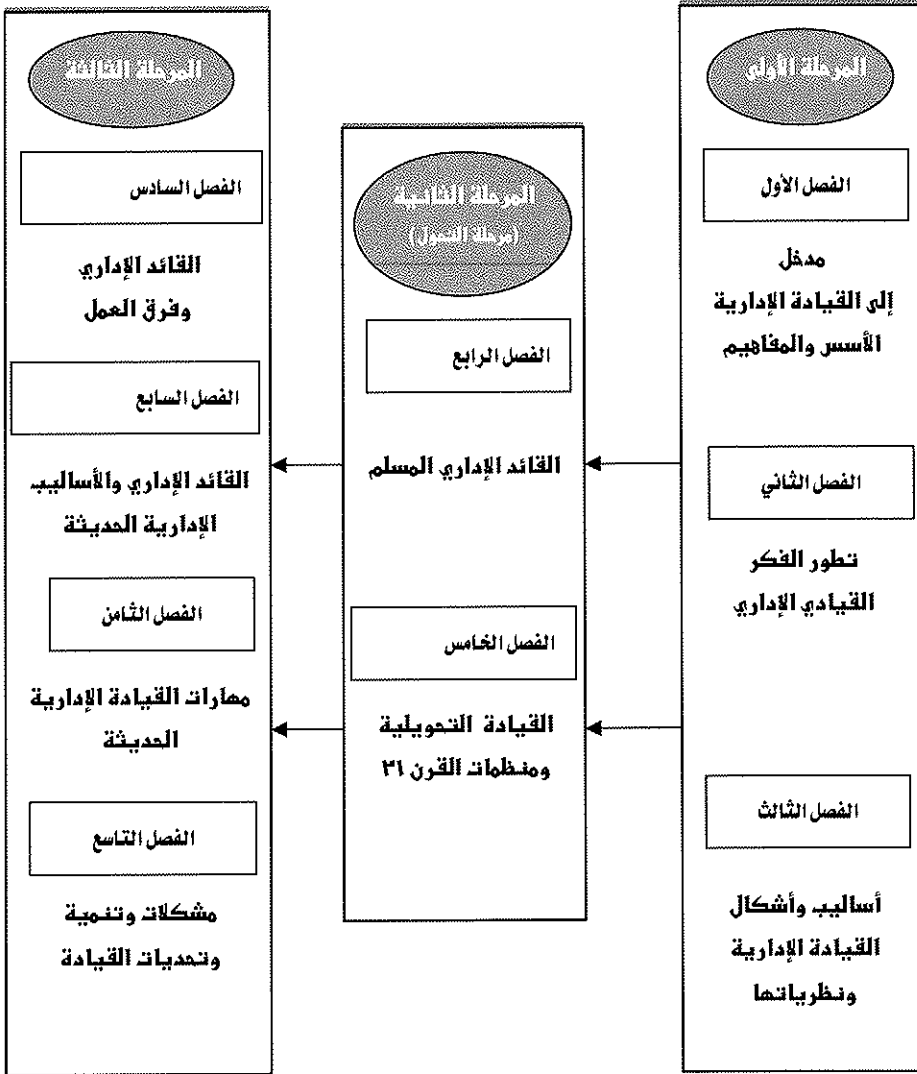 المرحلة الأولى
الفصل الأول
مدخل
إلى القيادة الإدارية
الأسس والمفاهيم
الفصل الثاني
تطور الفكر
القيادي الإداري
الفصل الثالث
أساليب وأشكال
القيادة الإدارية
ونظرياتها
المرحلة الثانية
(مرحلة التحول)
الفصل الرابع
القائد الإداري المسلم
الفصل الخامس
القيادة التحويلية
ومنظمات القرن ٢١
المرحلة الثالثة
الفصل السادس
القائد الإداري
وفرق العمل
الفصل السابع
القائد الإداري والأساليب
الإدارية الحديثة
الفصل الثامن
مهارات القيادة الإدارية
الحديثة
الفصل التاسع
مشكلات وتنمية
وتحديات القيادة